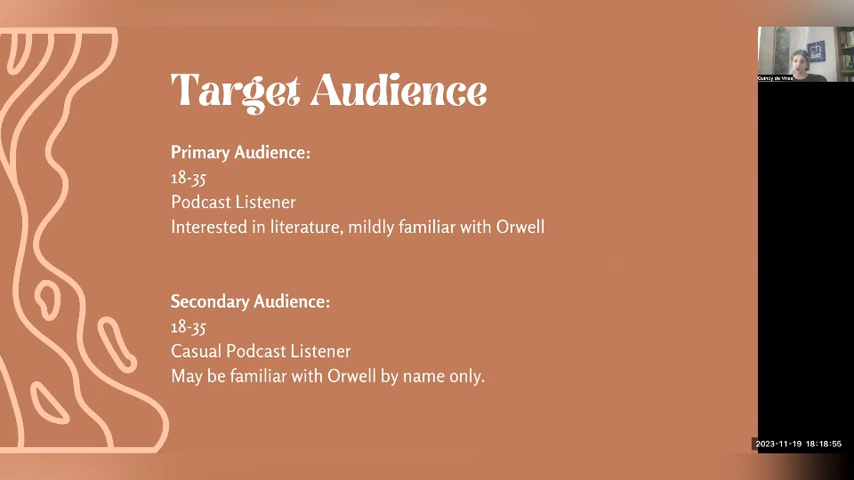 Target Audience
Primary Audience:
18-35
Podcast Listener
Interested in literature, mildly familiar with Orwell
Secondary Audience:
18-35
Casual Podcast Listener
May be familiar with Orwell by name only.
Quincy de Vries
2023-11-19 18:18:55